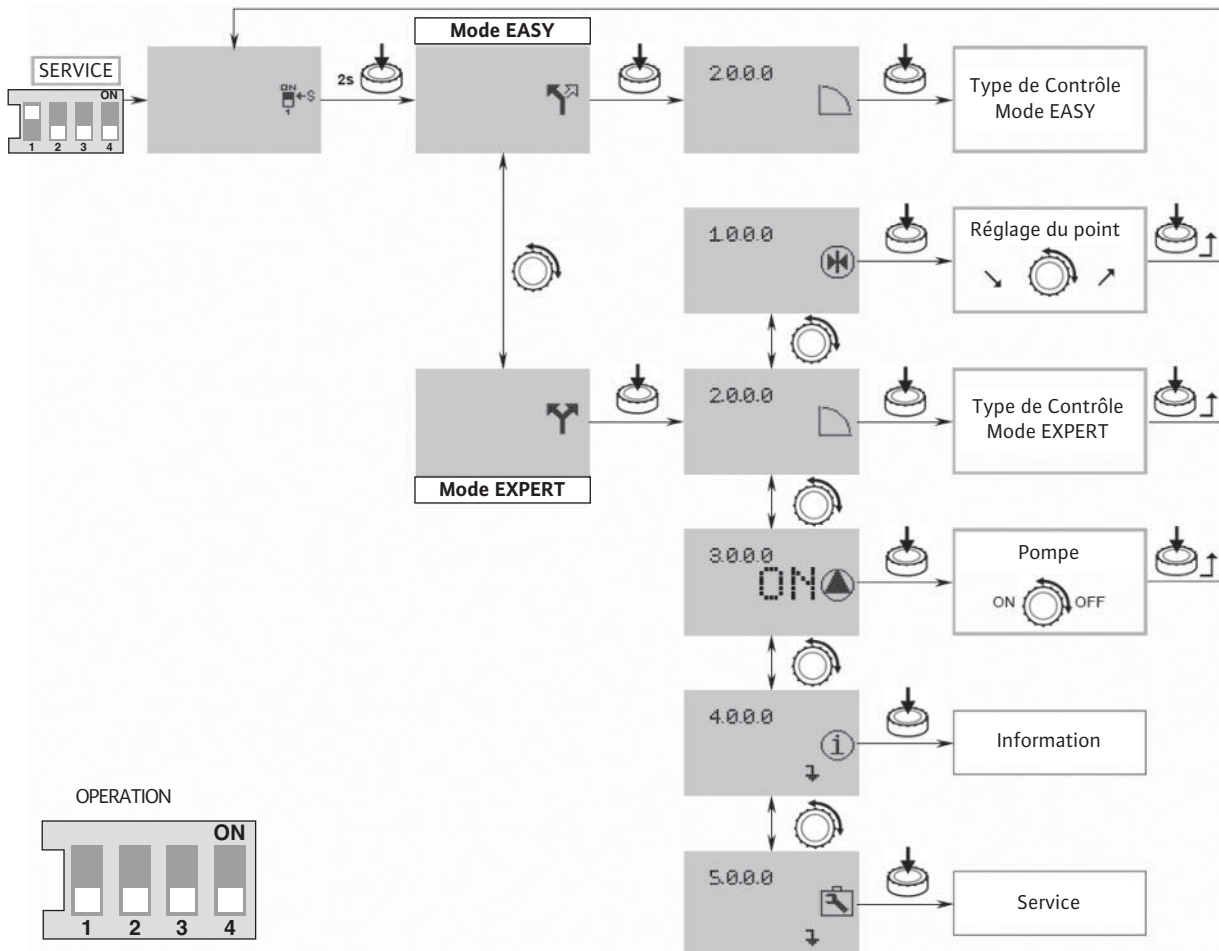 Mode EASY
SERVICE
ON
1 2 3 4
ON
S
1
2s
2.0.0.0
Type de Contrôle
Mode EASY
1.0.0.0
Réglage du point
2.0.0.0
Type de Contrôle
Mode EXPERT
Mode EXPERT
3.0.0.0
ON
Pompe
ON OFF
4.0.0.0
i
Information
OPERATION
ON
1 2 3 4
5.0.0.0
Service